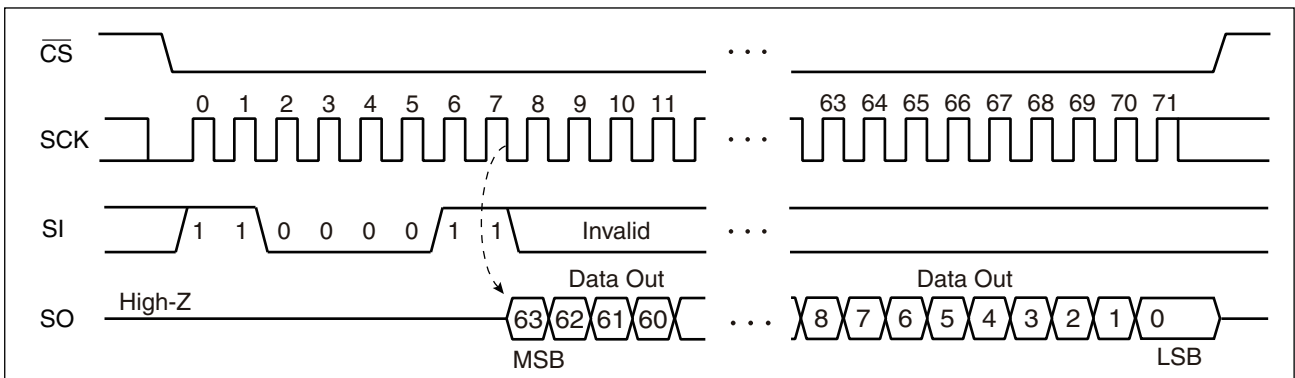 CS
. . .
0 1 2 3 4 5 6 7 8 9 10 11
63 64 65 66 67 68 69 70 71
SCK
. . .
SI
1 1 0 0 0 0 1 1
Invalid
. . .
Data Out
Data Out
High-Z
SO
63 62 61 60
. . .
8 7 6 5 4 3 2 1 0
MSB
LSB